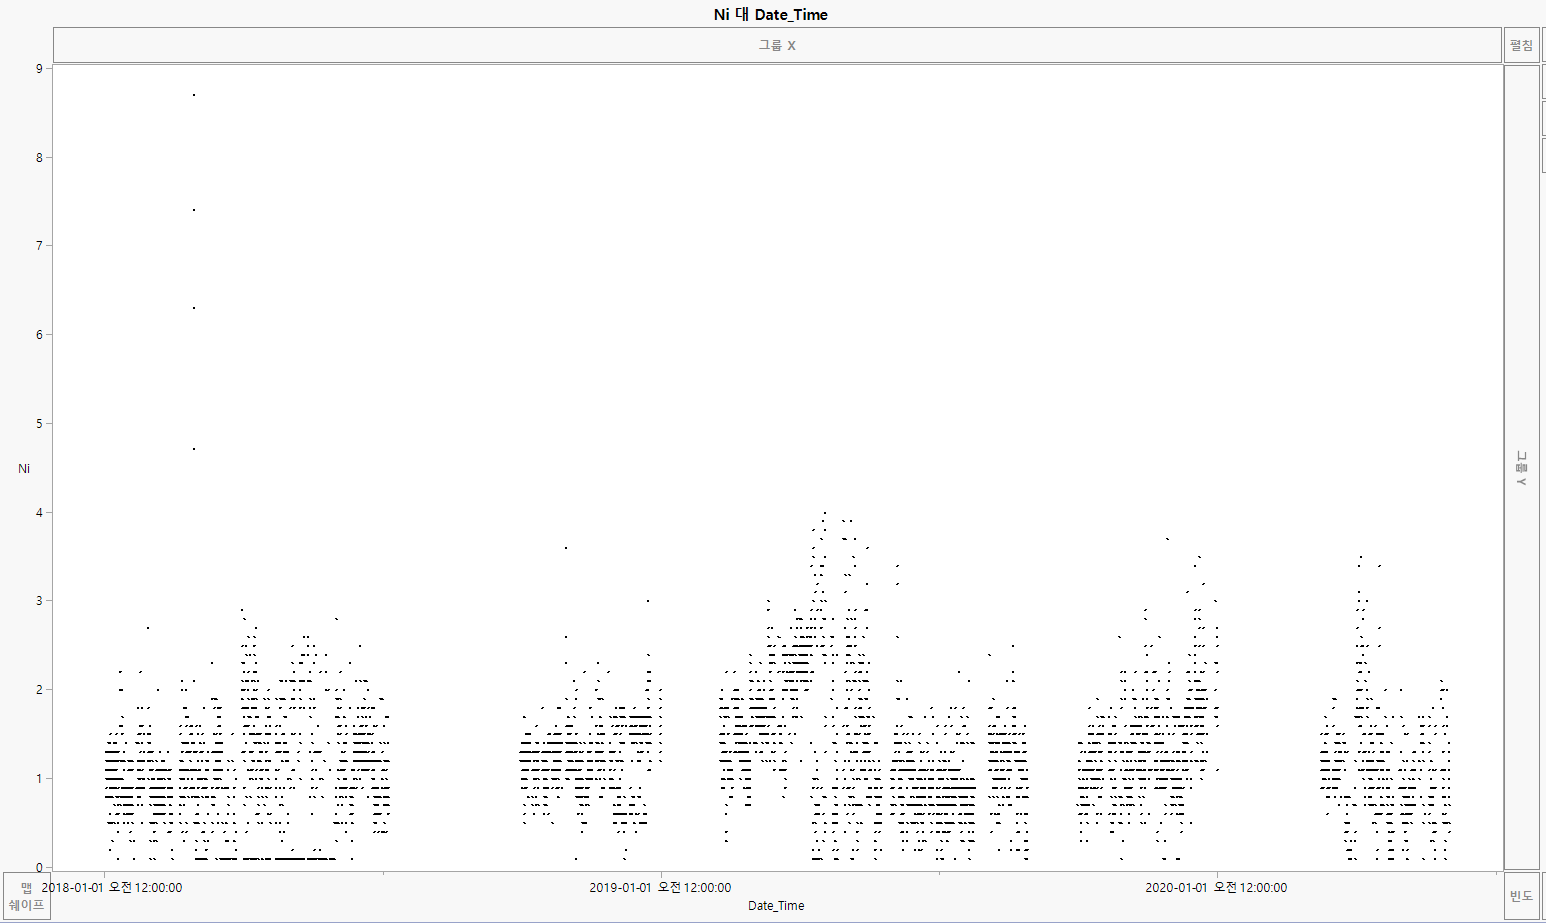 Ni 대 Date_Time
그룹 X
펼침
9
8
7
6
5
4
3
2
1
0
Ni
그룹 Y
맵
쉐이프
2018-01-01 오전 12:00:00
2019-01-01 오전 12:00:00
2020-01-01 오전 12:00:00
Date_Time
빈도